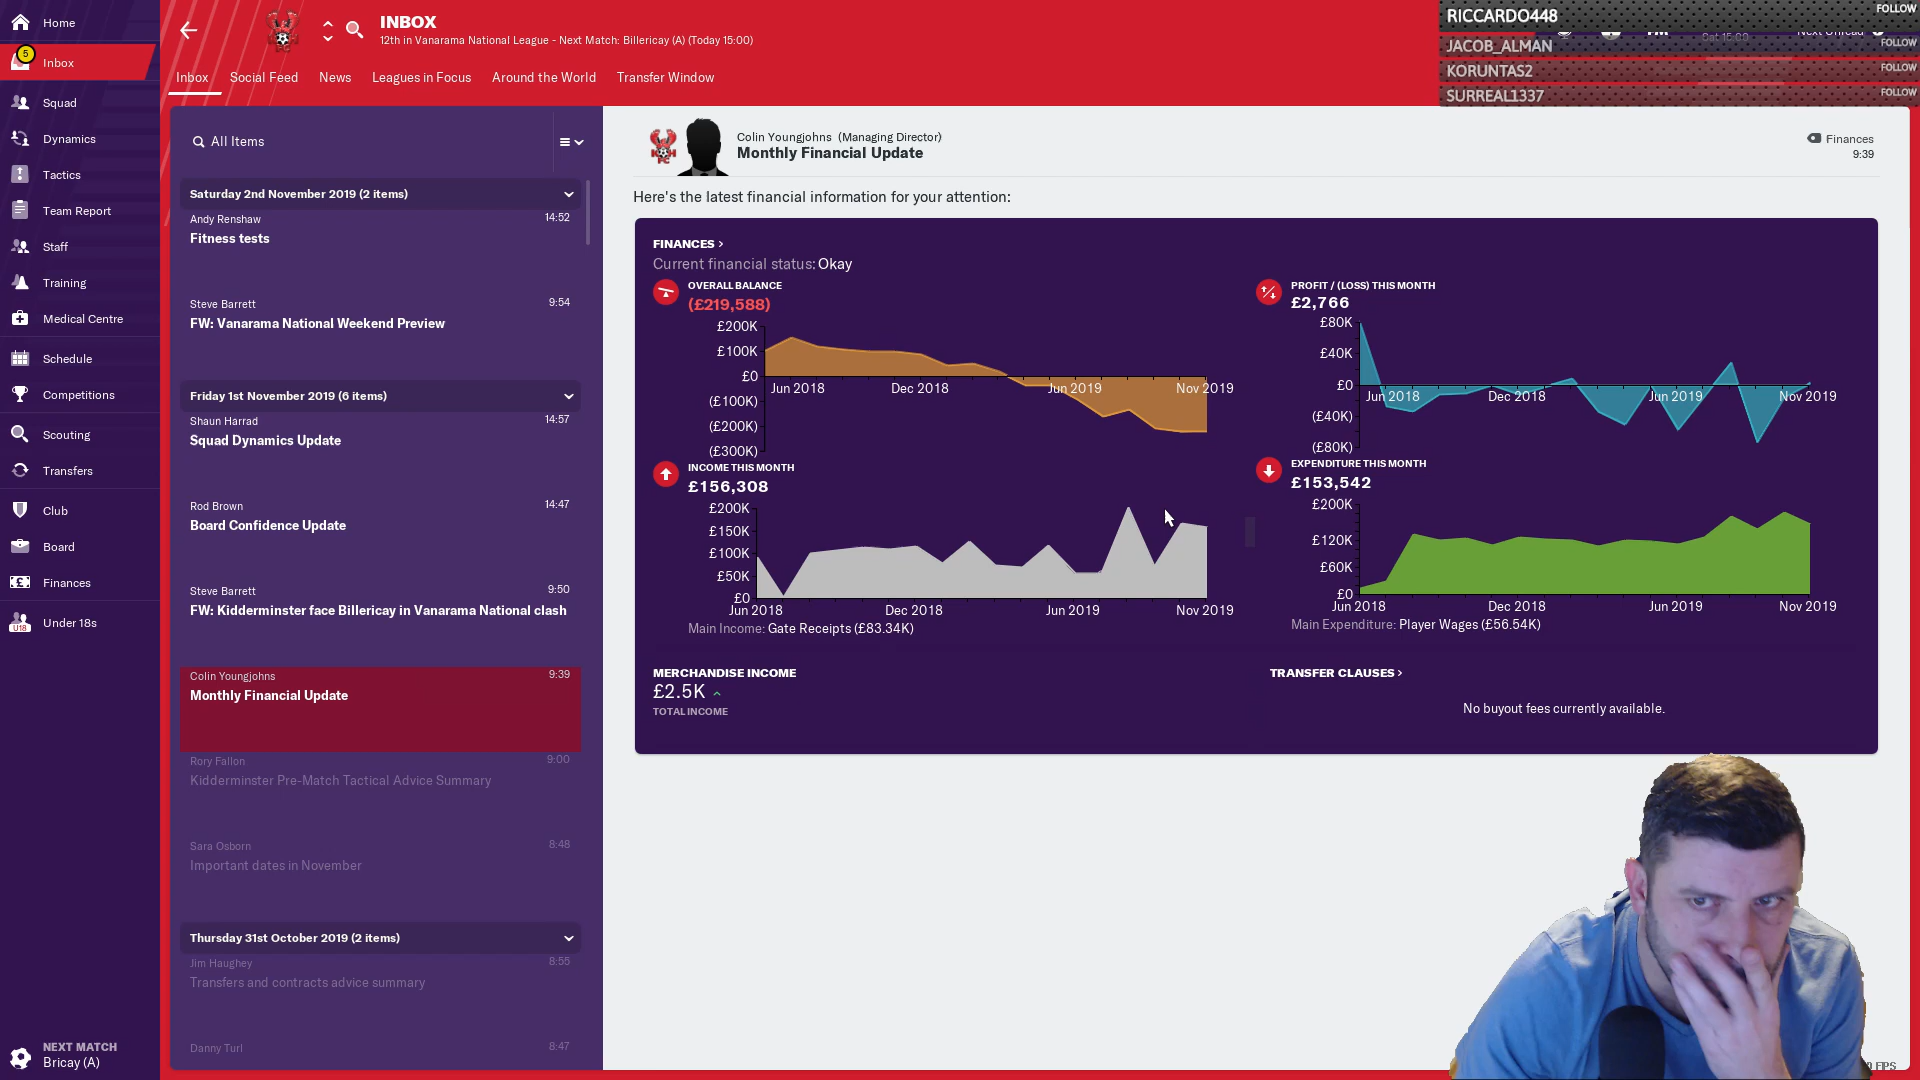 Home
5
Inbox
Squad
Dynamics
Tactics
Team Report
Staff
Training
Medical Centre
Schedule
Competitions
Scouting
Transfers
Club
Board
Finances
U18
Under 18s
NEXT MATCH
Bricay (A)
INBOX
12th in Vanarama National League - Next Match: Billericay (A) (Today 15:00)
Inbox Social Feed News Leagues in Focus Around the World Transfer Window
RICCARDO448 FOLLOW
JACOB_ALMAN FOLLOW
KORUNTAS2 FOLLOW
SURREAL1337 FOLLOW
All Items
Saturday 2nd November 2019 (2 items)
Andy Renshaw 14:52
Fitness tests
Steve Barrett 9:54
FW: Vanarama National Weekend Preview
Friday 1st November 2019 (6 items)
Shaun Harrad 14:57
Squad Dynamics Update
Rod Brown 14:47
Board Confidence Update
Steve Barrett 9:50
FW: Kidderminster face Billericay in Vanarama National clash
Colin Youngjohns 9:39
Monthly Financial Update
Rory Fallon 9:00
Kidderminster Pre-Match Tactical Advice Summary
Sara Osborn 8:48
Important dates in November
Thursday 31st October 2019 (2 items)
Jim Haughey 8:55
Transfers and contracts advice summary
Danny Turl 8:47
Colin Youngjohns (Managing Director)
Monthly Financial Update
Finances
9:39
Here's the latest financial information for your attention:
FINANCES >
Current financial status: Okay
OVERALL BALANCE
(£219,588)
£200K
£100K
£0
(£100K)
(£200K)
(£300K)
Jun 2018 Dec 2018 Jun 2019 Nov 2019
PROFIT / (LOSS) THIS MONTH
£2,766
£80K
£40K
£0
(£40K)
(£80K)
Jun 2018 Dec 2018 Jun 2019 Nov 2019
INCOME THIS MONTH
£156,308
£200K
£150K
£100K
£50K
£0
Jun 2018 Dec 2018 Jun 2019 Nov 2019
Main Income: Gate Receipts (£83.34K)
EXPENDITURE THIS MONTH
£153,542
£200K
£120K
£60K
£0
Jun 2018 Dec 2018 Jun 2019 Nov 2019
Main Expenditure: Player Wages (£56.54K)
MERCHANDISE INCOME
£2.5K
TOTAL INCOME
TRANSFER CLAUSES >
No buyout fees currently available.
FPS